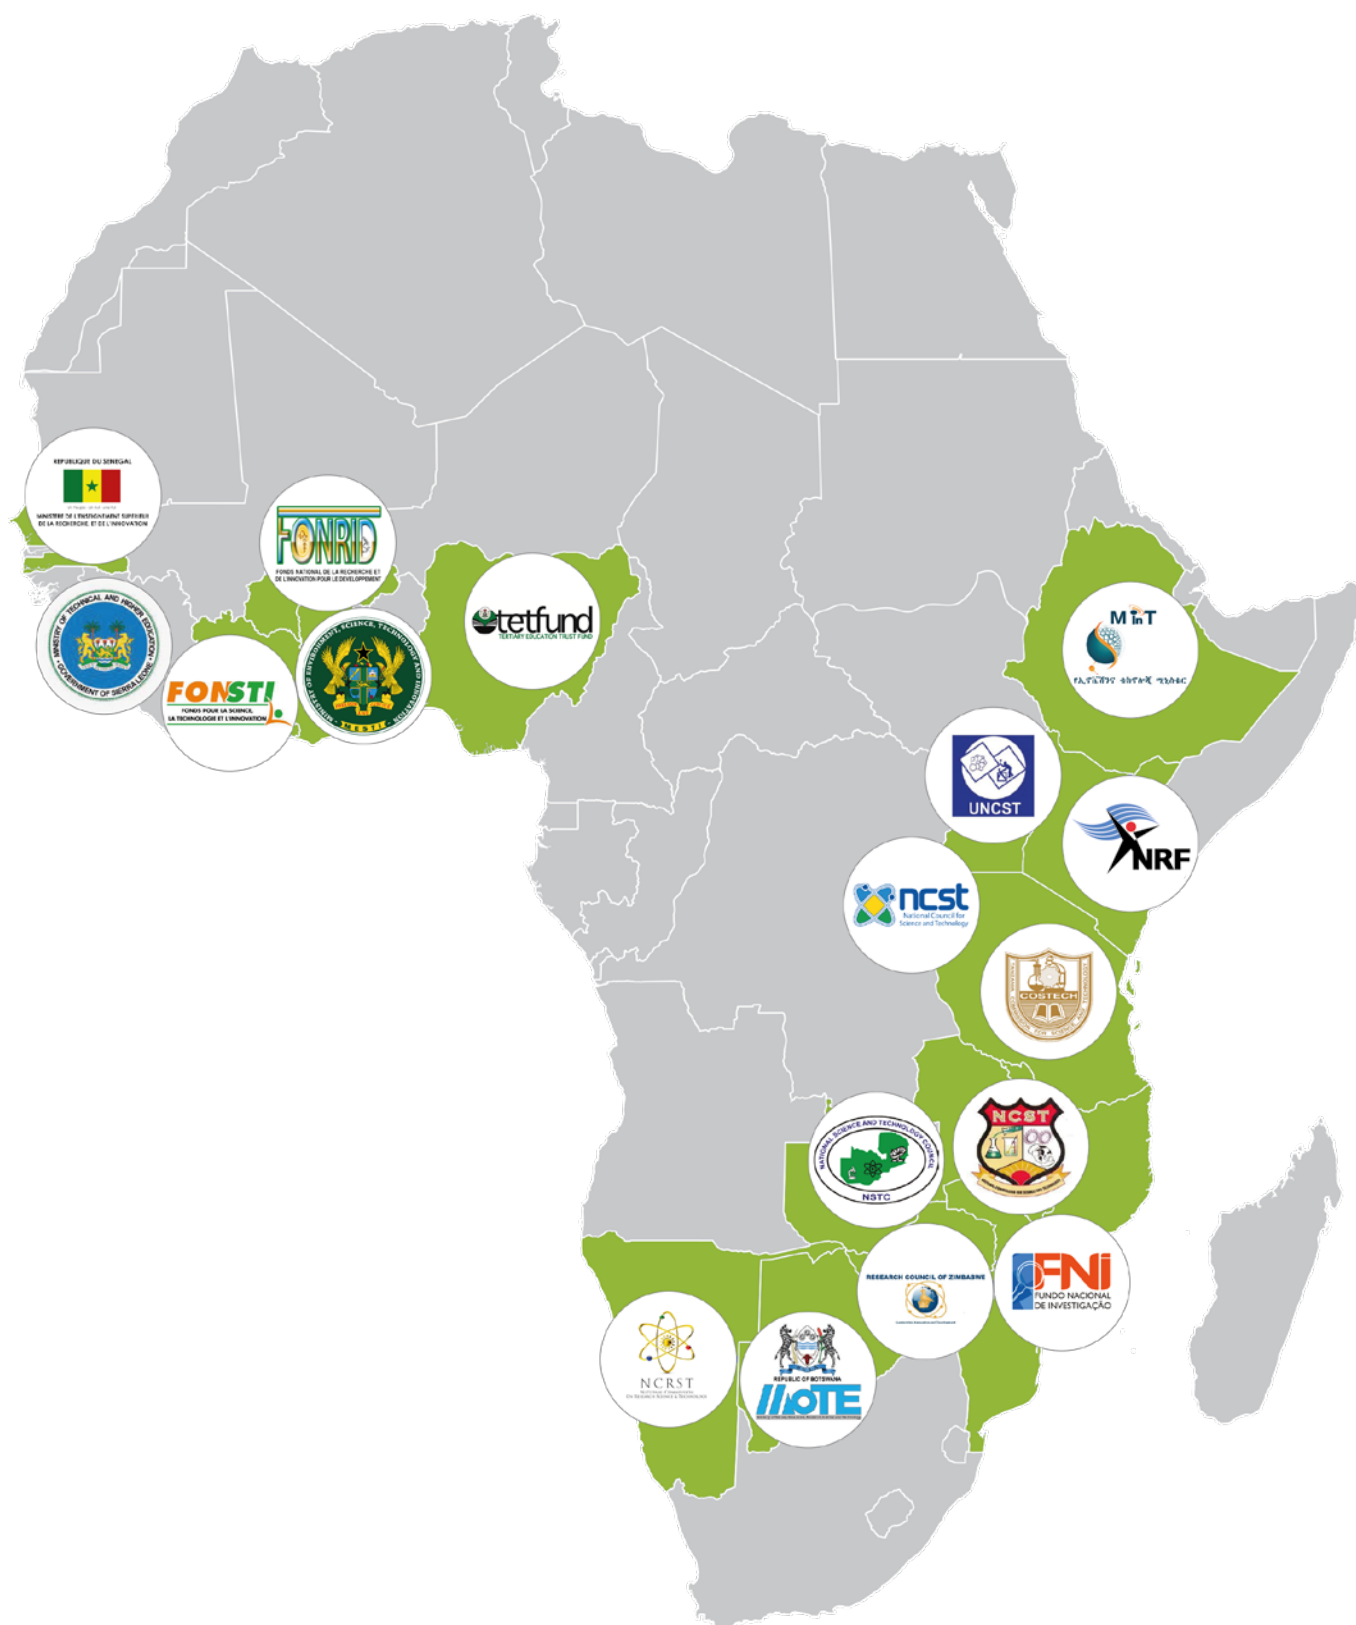 REPUBLIQUE DU SENEGAL
MINISTERE DE L'ENSEIGNEMENT SUPERIEUR
DE LA RECHERCHE ET DE L'INNOVATION
FONRID
FONDS NATIONAL DE LA RECHERCHE ET
DE L'INNOVATION POUR LE DEVELOPPEMENT
tetfund
TERTIARY EDUCATION TRUST FUND
MINISTRY OF TECHNICAL AND HIGHER EDUCATION
GOVERNMENT OF SIERRA LEONE
FONSTI
FONDS POUR LA SCIENCE,
LA TECHNOLOGIE ET L'INNOVATION
MINISTRY OF ENVIRONMENT, SCIENCE, TECHNOLOGY AND INNOVATION
MESTI
MInT
የኢኖቬሽንና ቴክኖሎጂ ሚኒስቴር
UNCST
NRF
ncst
National Council for
Science and Technology
COSTECH
NATIONAL SCIENCE AND TECHNOLOGY COUNCIL
NSTC
NCST
RESEARCH COUNCIL OF ZIMBABWE
FNi
FUNDO NACIONAL
DE INVESTIGAÇÃO
NCRST
REPUBLIC OF BOTSWANA
MoTE